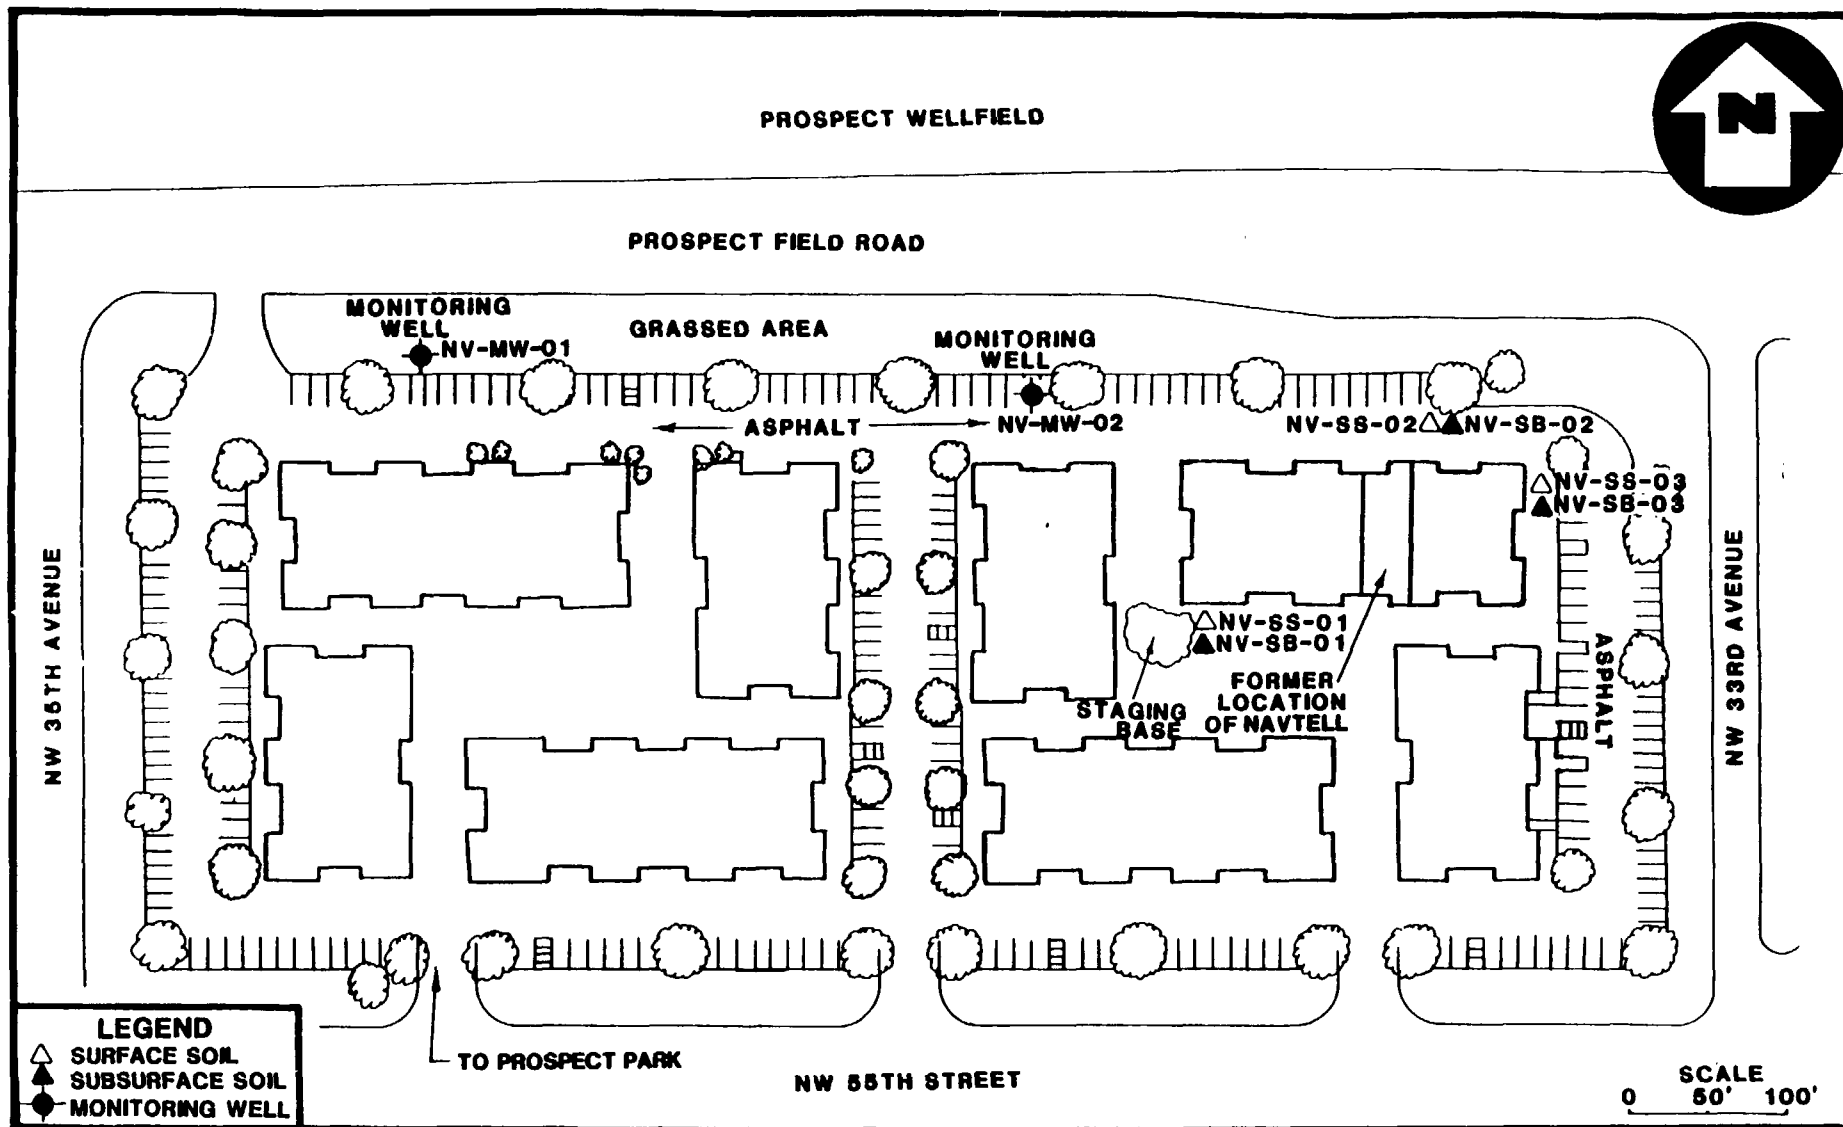 PROSPECT WELLFIELD
N
PROSPECT FIELD ROAD
MONITORING
WELL
NV-MW-01
GRASSED AREA
MONITORING
WELL
NV-MW-02
ASPHALT
NV-SS-02
NV-SB-02
NV-SS-03
NV-SB-03
NV-SS-01
NV-SB-01
FORMER
LOCATION
OF NAVTELL
STAGING
BASE
ASPHALT
NW 35TH AVENUE
NW 33RD AVENUE
LEGEND
SURFACE SOIL
SUBSURFACE SOIL
MONITORING WELL
TO PROSPECT PARK
NW 55TH STREET
SCALE
0 50' 100'